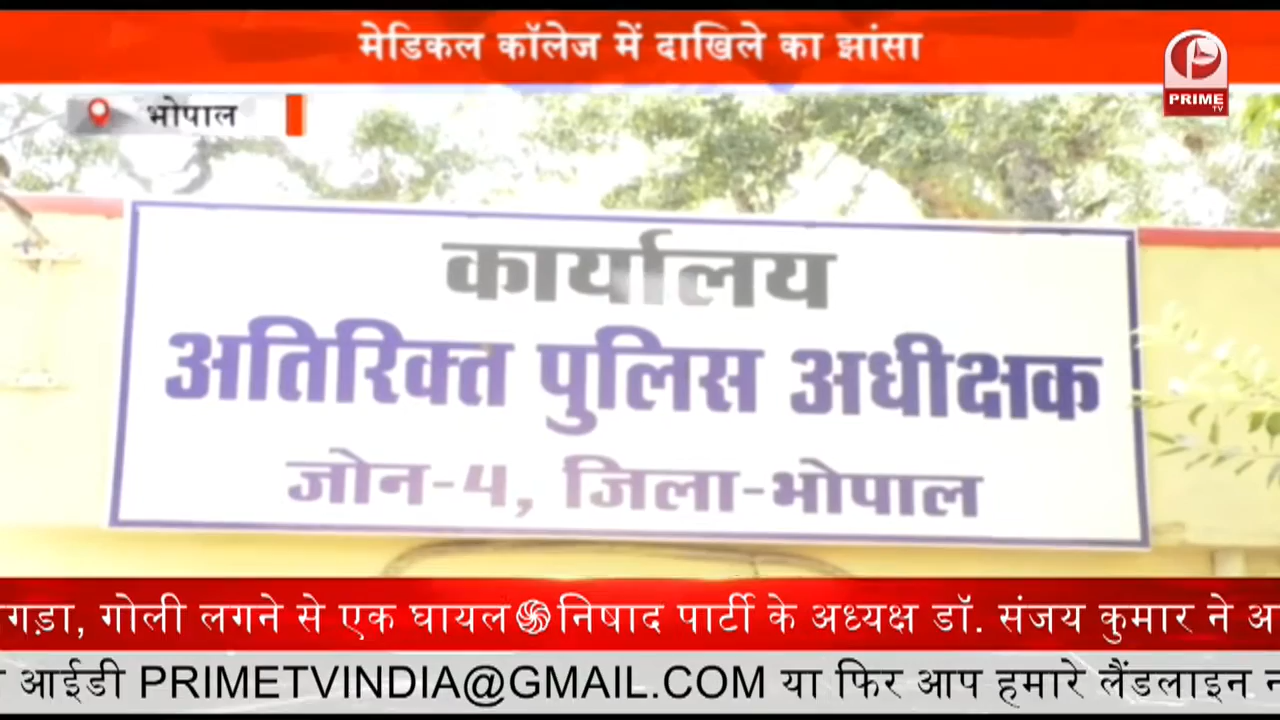 मेडिकल कॉलेज में दाखिले का झांसा
PRIME
TV
भोपाल
कार्यालय
अतिरिक्त पुलिस अधीक्षक
जोन-4, जिला-भोपाल
गोली लगने से एक घायल निषाद पार्टी के अध्यक्ष डॉ. संजय कुमार ने
आईडी PRIMETVINDIA@GMAIL.COM या फिर आप हमारे लैंडलाइन